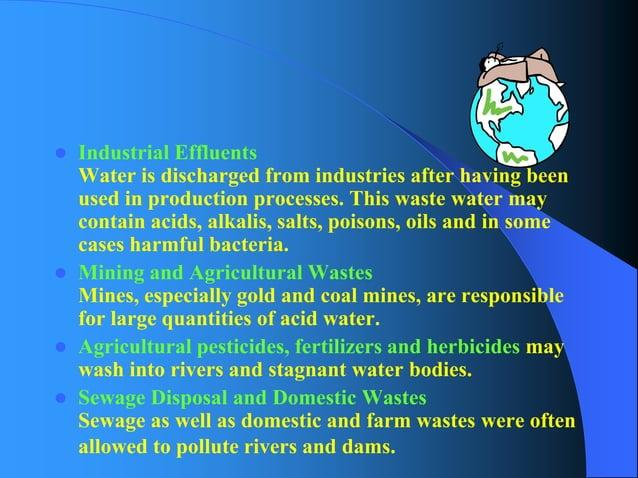 Industrial Effluents
Water is discharged from industries after having been
used in production processes. This waste water may
contain acids, alkalis, salts, poisons, oils and in some
cases harmful bacteria.
Mining and Agricultural Wastes
Mines, especially gold and coal mines, are responsible
for large quantities of acid water.
Agricultural pesticides, fertilizers and herbicides may
wash into rivers and stagnant water bodies.
Sewage Disposal and Domestic Wastes
Sewage as well as domestic and farm wastes were often
allowed to pollute rivers and dams.